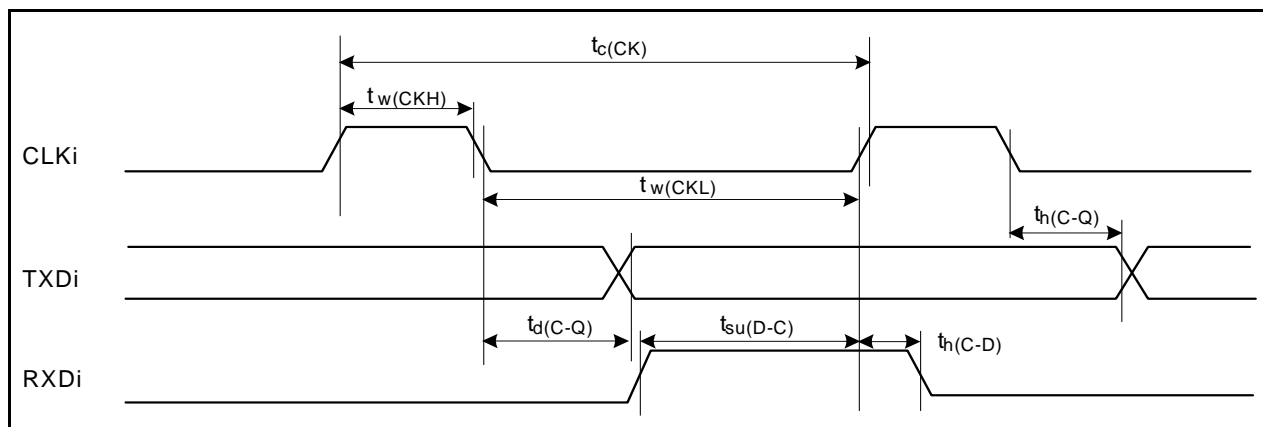 tc(CK)
tw(CKH)
CLKi
tw(CKL)
th(C-Q)
TXDi
td(C-Q)
tsu(D-C)
th(C-D)
RXDi